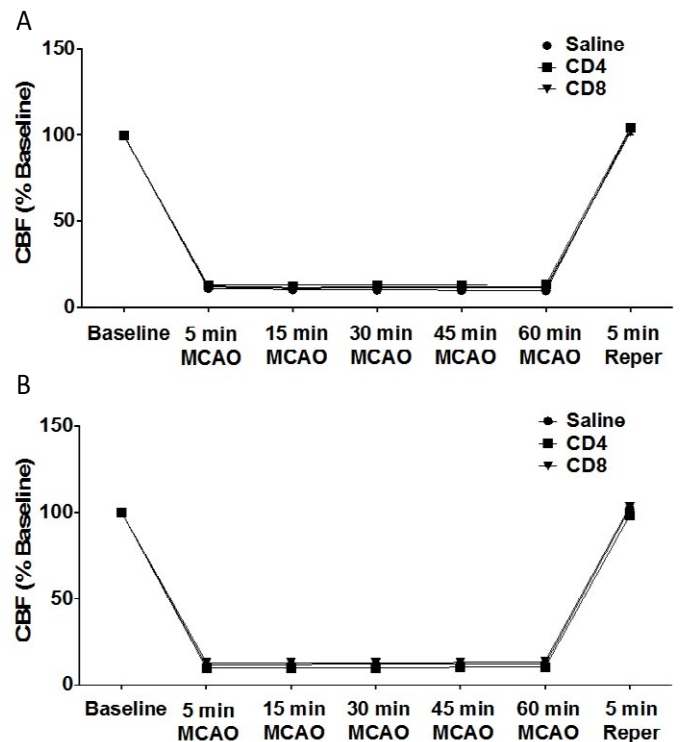 A
150
100
50
0
CBF (% Baseline)
Saline
CD4
CD8
Baseline 5 min 15 min 30 min 45 min 60 min 5 min
MCAO MCAO MCAO MCAO MCAO Reper
B
150
100
50
0
CBF (% Baseline)
Saline
CD4
CD8
Baseline 5 min 15 min 30 min 45 min 60 min 5 min
MCAO MCAO MCAO MCAO MCAO Reper